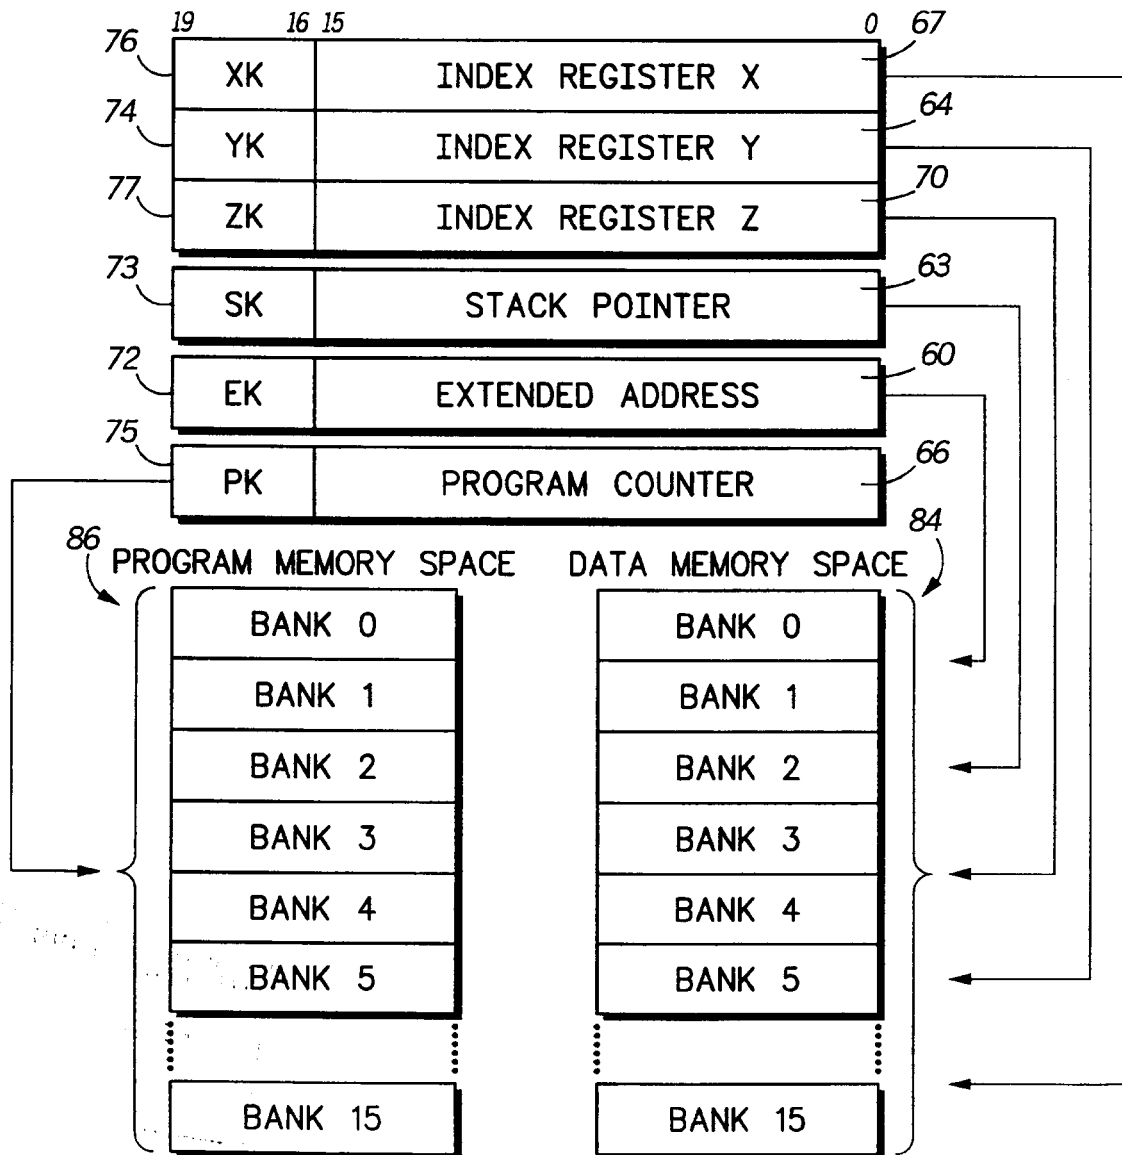 19 16 15 0
76 XK INDEX REGISTER X 67
74 YK INDEX REGISTER Y 64
77 ZK INDEX REGISTER Z 70
73 SK STACK POINTER 63
72 EK EXTENDED ADDRESS 60
75 PK PROGRAM COUNTER 66
86 PROGRAM MEMORY SPACE DATA MEMORY SPACE 84
BANK 0 BANK 0
BANK 1 BANK 1
BANK 2 BANK 2
BANK 3 BANK 3
BANK 4 BANK 4
BANK 5 BANK 5
BANK 15 BANK 15